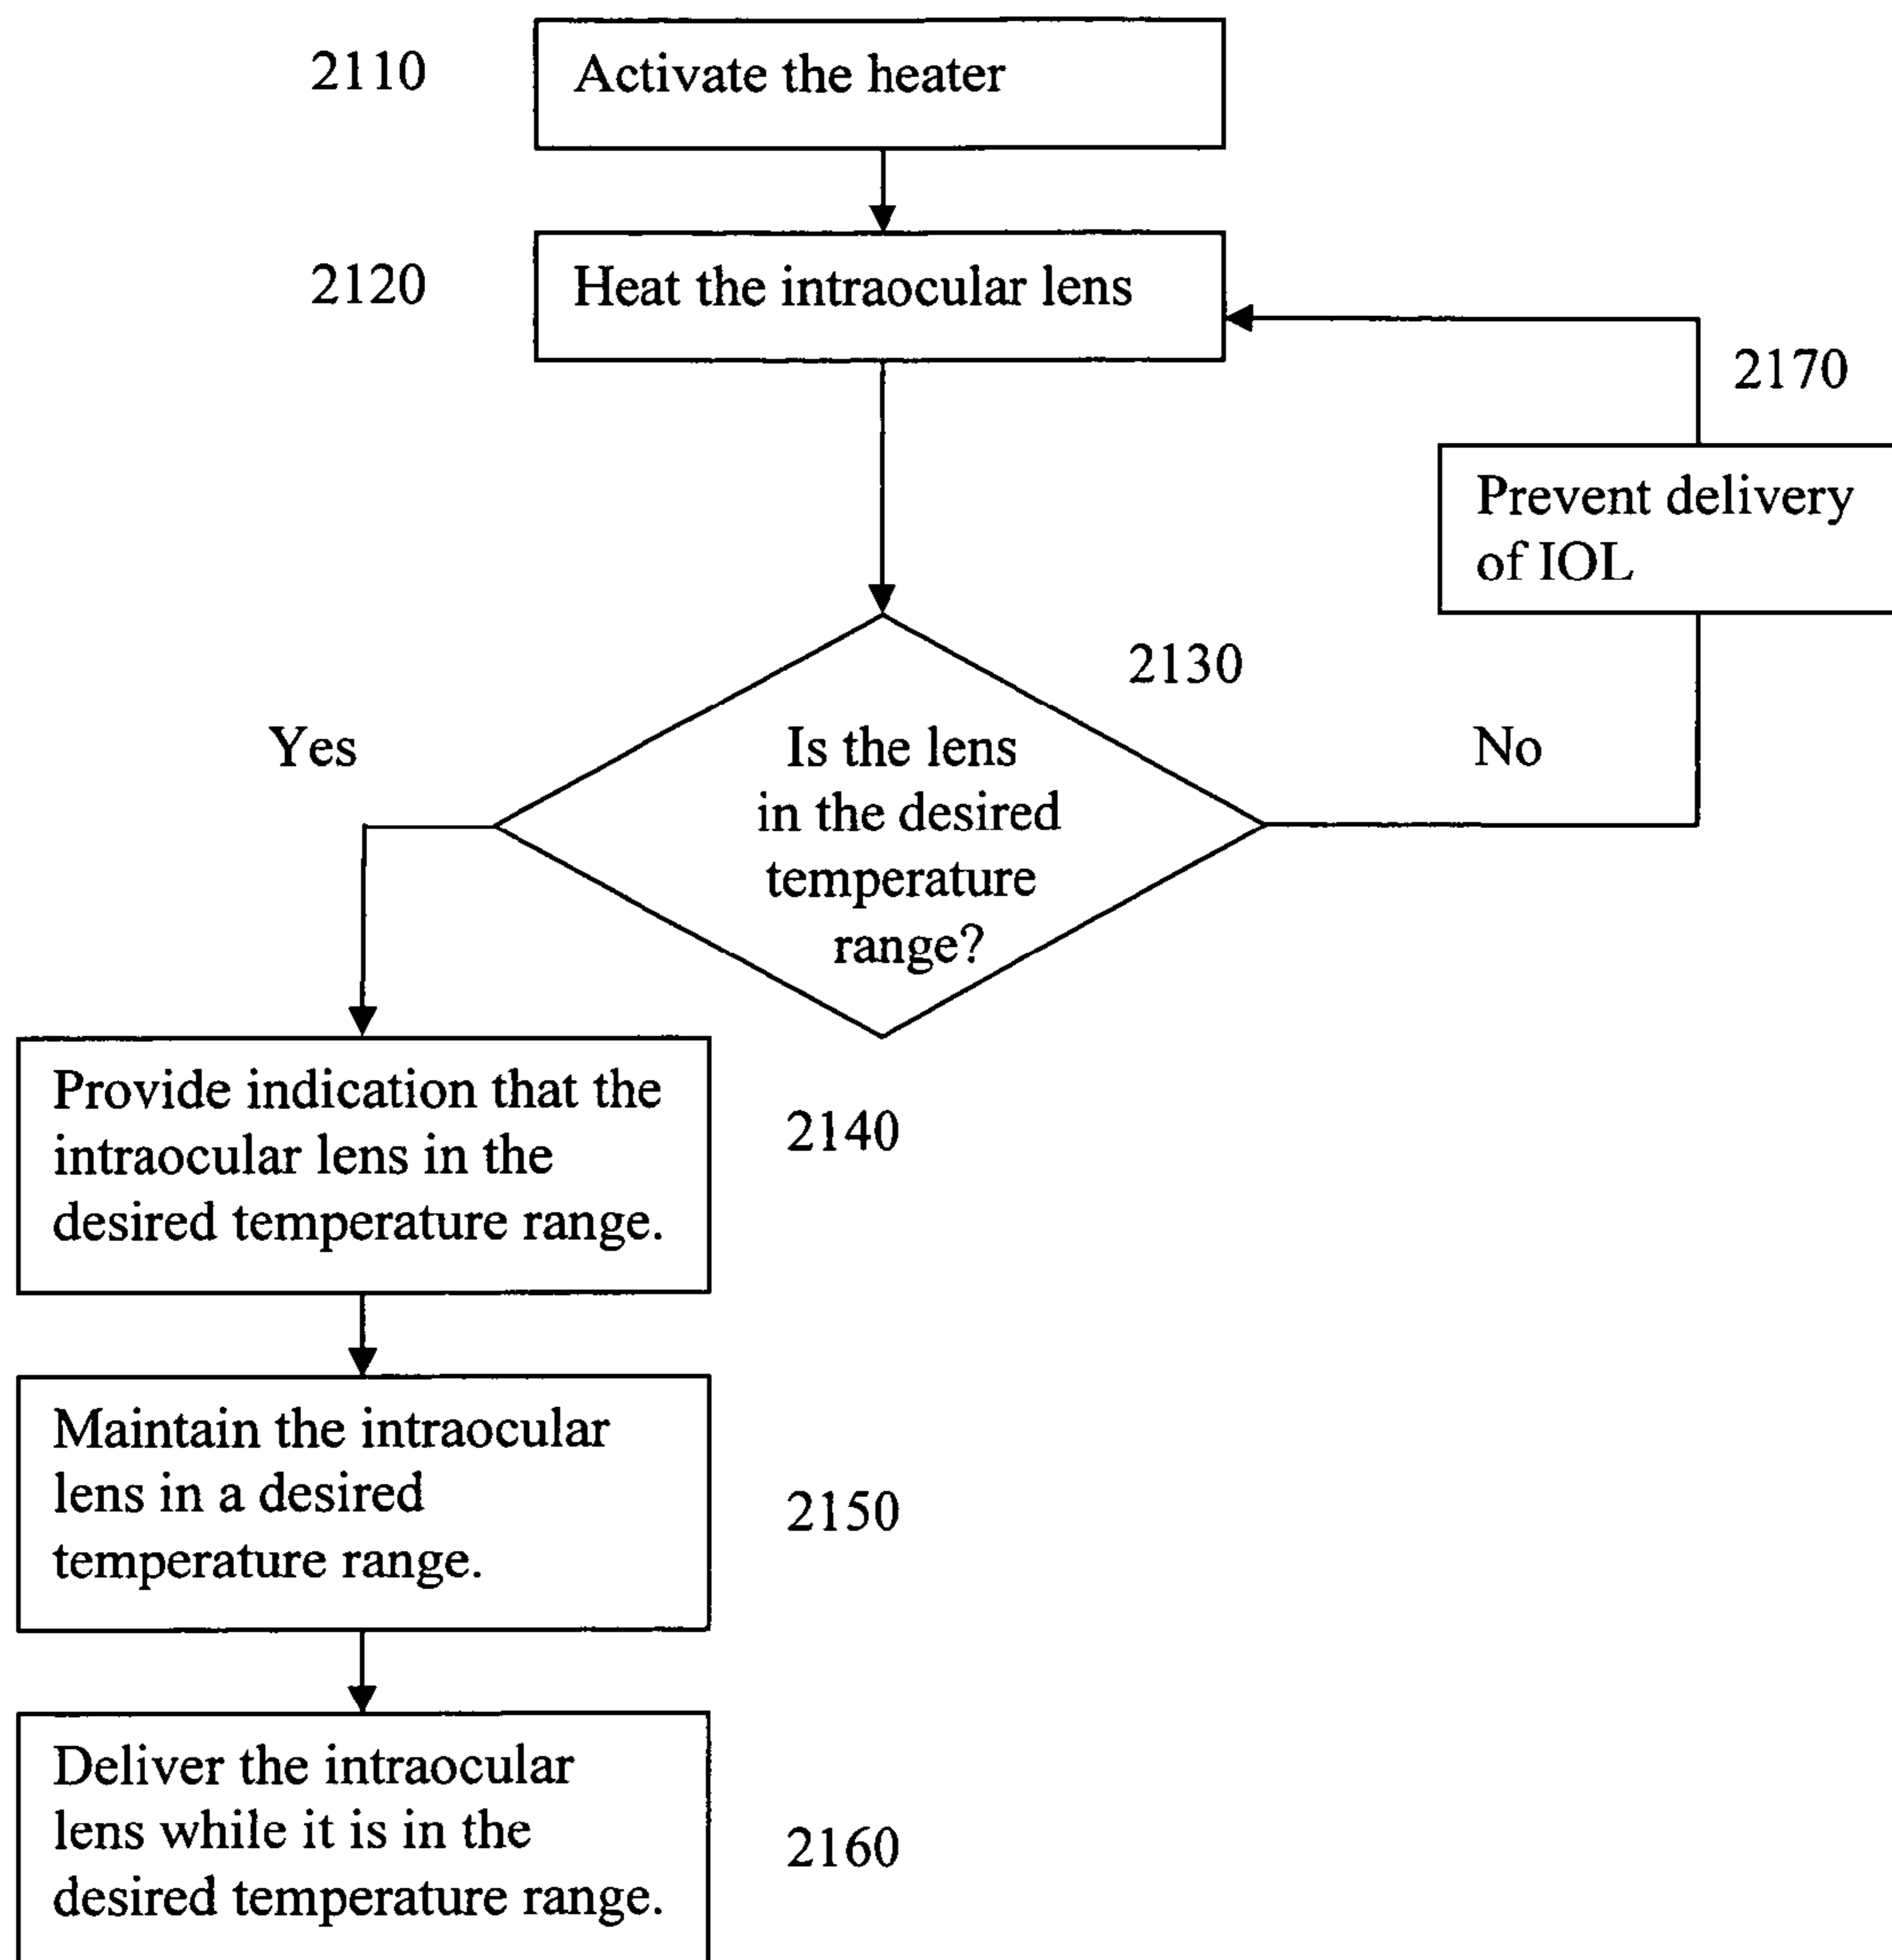 2110
Activate the heater
2120
Heat the intraocular lens
2170
Prevent delivery
of IOL
2130
Yes
Is the lens
in the desired
temperature
range?
No
Provide indication that the
intraocular lens in the
desired temperature range.
2140
Maintain the intraocular
lens in a desired
temperature range.
2150
Deliver the intraocular
lens while it is in the
desired temperature range.
2160